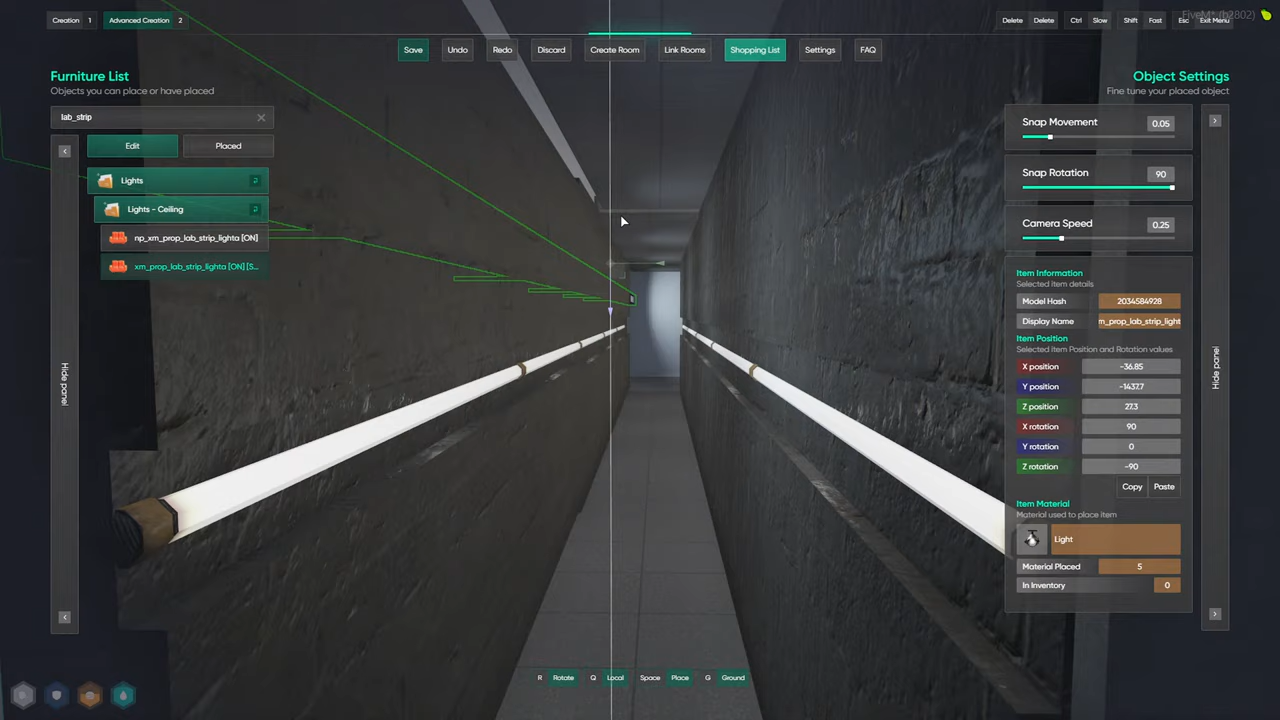 Creation 1 Advanced Creation 2
Delete Delete Ctrl Slow Shift Fast Esc Exit Menu
FiveM* (b2802)
Save Undo Redo Discard Create Room Link Rooms Shopping List Settings FAQ
Furniture List
Objects you can place or have placed
lab_strip
Edit Placed
Lights
Lights - Ceiling
np_xm_prop_lab_strip_lighta [ON]
xm_prop_lab_strip_lighta [ON] [S...
Hide panel
Object Settings
Fine tune your placed object
Snap Movement 0.05
Snap Rotation 90
Camera Speed 0.25
Item Information
Selected item details
Model Hash 2034584928
Display Name m_prop_lab_strip_light
Item Position
Selected Item Position and Rotation values
X position -36.85
Y position -1437.7
Z position 27.3
X rotation 90
Y rotation 0
Z rotation -90
Copy Paste
Item Material
Material used to place item
Light
Material Placed 5
In Inventory 0
Hide panel
R Rotate Q Local Space Place G Ground